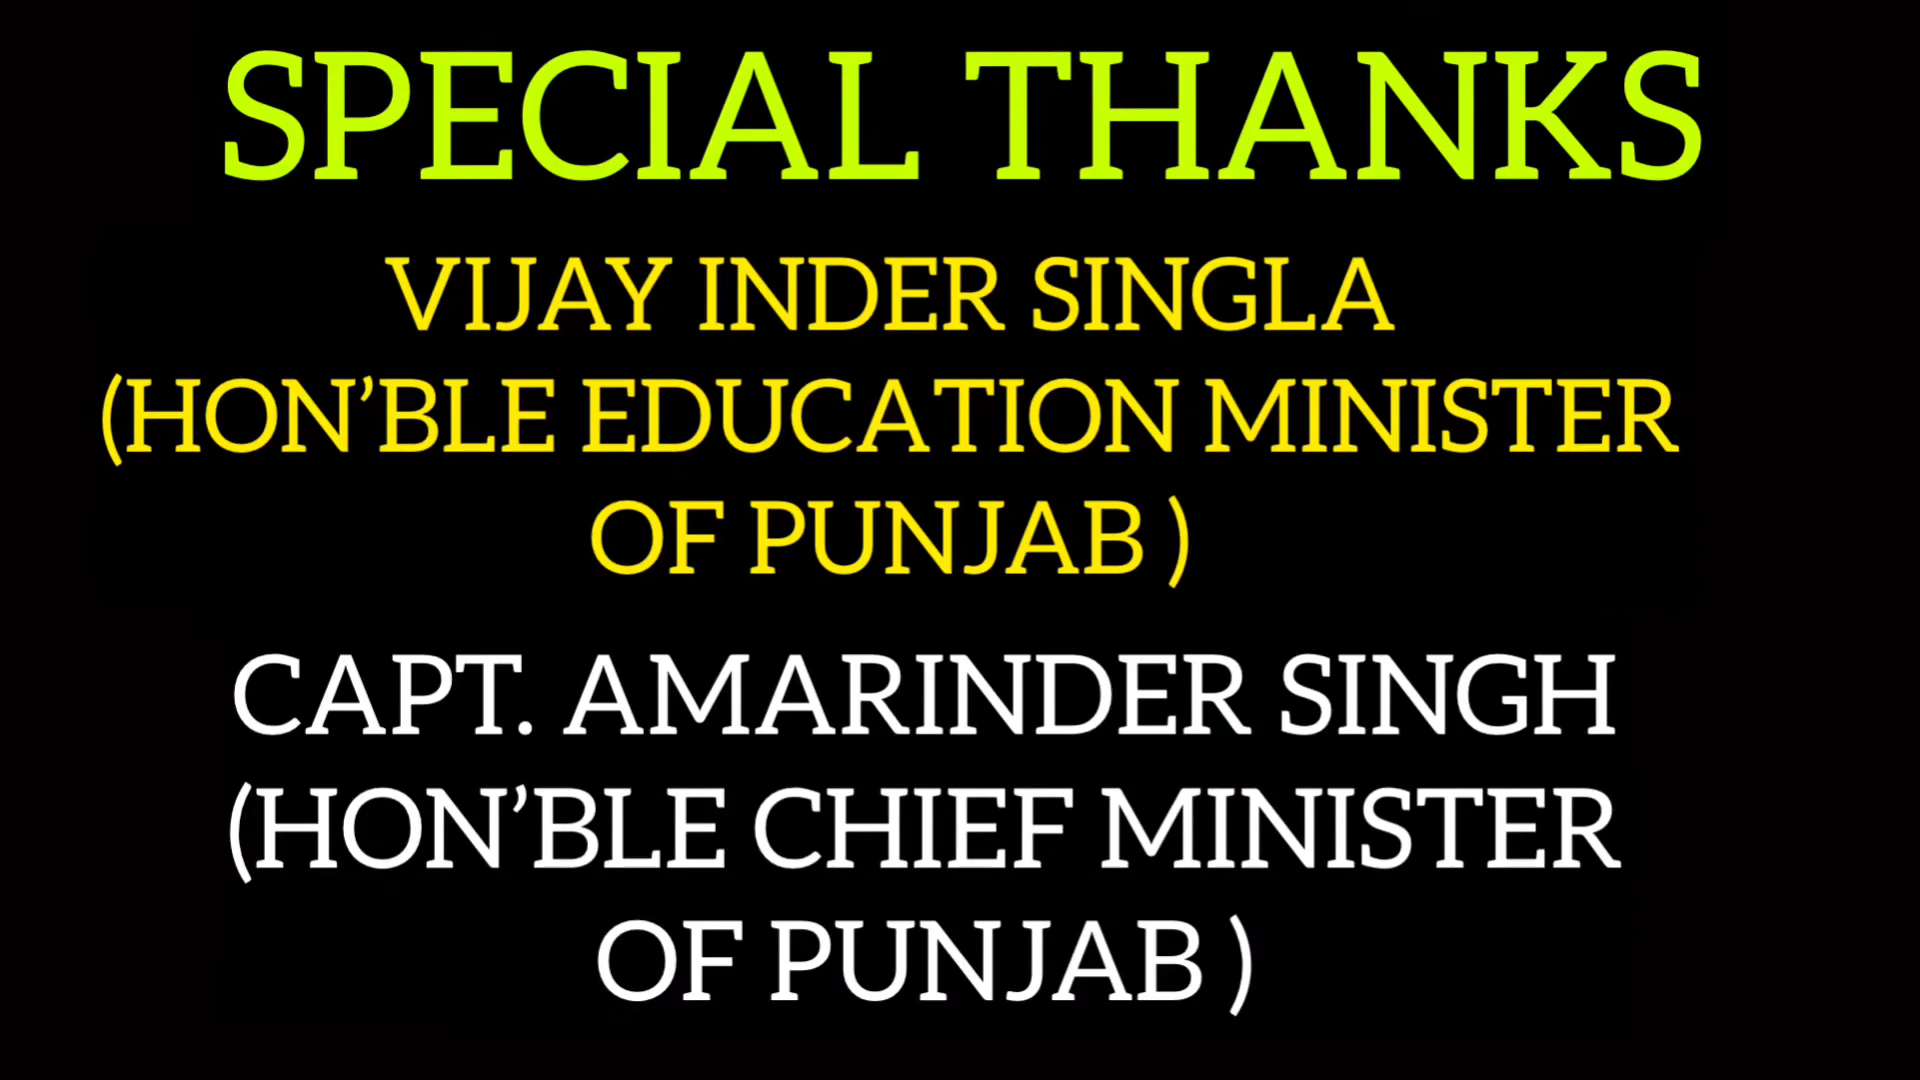 SPECIAL THANKS
VIJAY INDER SINGLA
(HON’BLE EDUCATION MINISTER
OF PUNJAB )
CAPT. AMARINDER SINGH
(HON’BLE CHIEF MINISTER
OF PUNJAB )